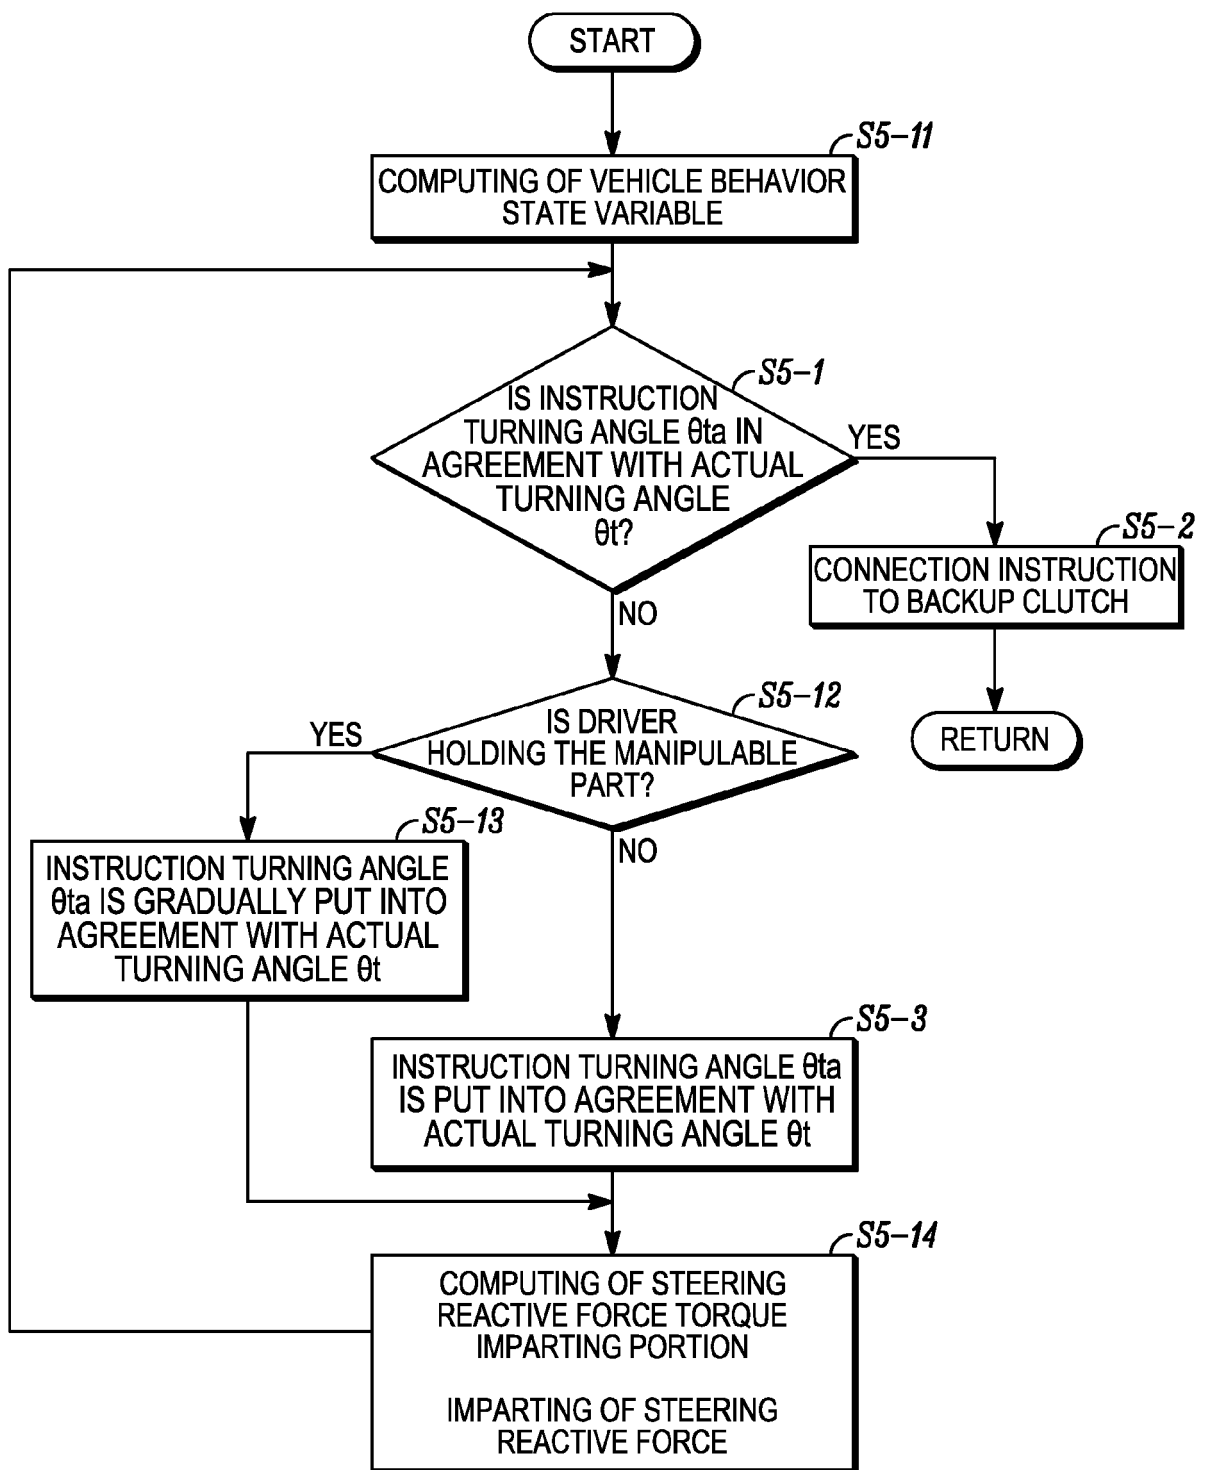 START
S5-11
COMPUTING OF VEHICLE BEHAVIOR
STATE VARIABLE
S5-1
IS INSTRUCTION
TURNING ANGLE θta IN
AGREEMENT WITH ACTUAL
TURNING ANGLE
θt?
YES
S5-2
CONNECTION INSTRUCTION
TO BACKUP CLUTCH
NO
RETURN
S5-12
IS DRIVER
HOLDING THE MANIPULABLE
PART?
YES
NO
S5-13
INSTRUCTION TURNING ANGLE
θta IS GRADUALLY PUT INTO
AGREEMENT WITH ACTUAL
TURNING ANGLE θt
S5-3
INSTRUCTION TURNING ANGLE θta
IS PUT INTO AGREEMENT WITH
ACTUAL TURNING ANGLE θt
S5-14
COMPUTING OF STEERING
REACTIVE FORCE TORQUE
IMPARTING PORTION
IMPARTING OF STEERING
REACTIVE FORCE